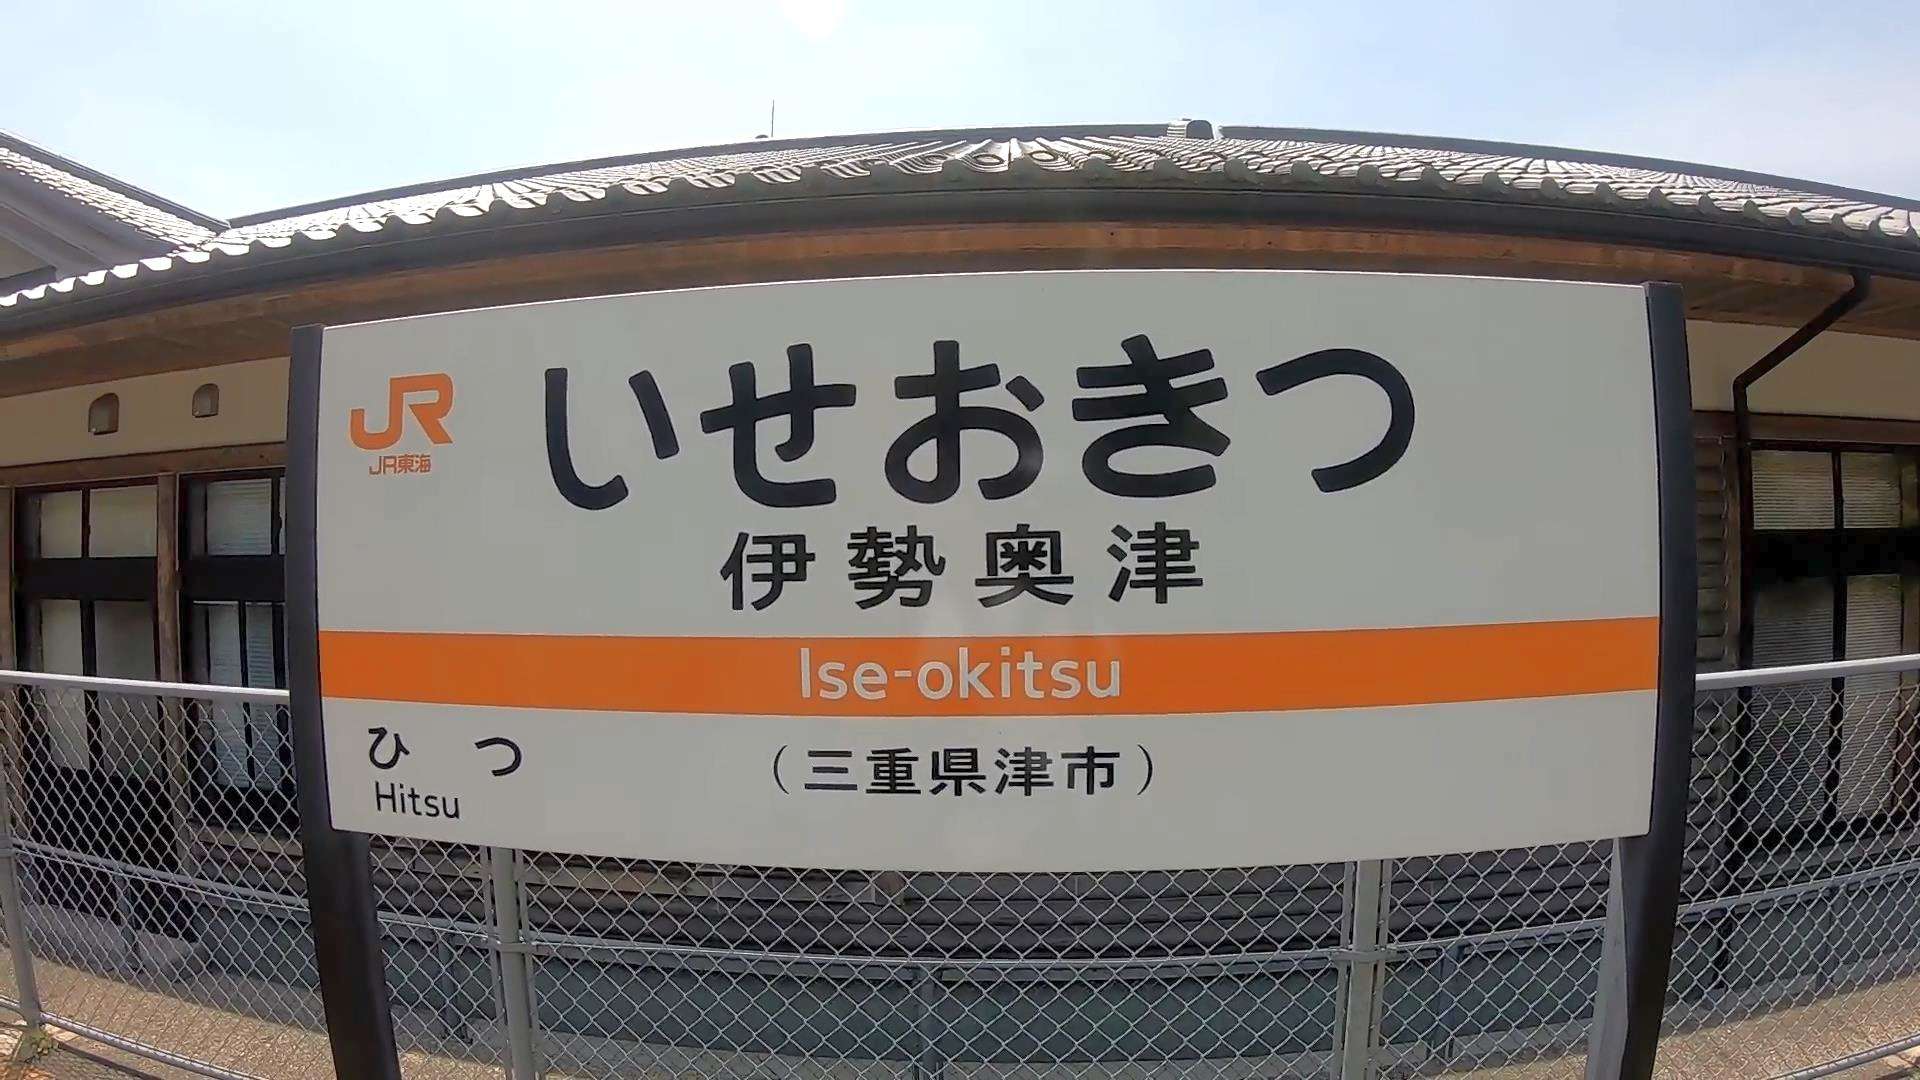 JR
JR東海
いせおきつ
伊勢奥津
Ise-okitsu
ひつ
Hitsu
（三重県津市）